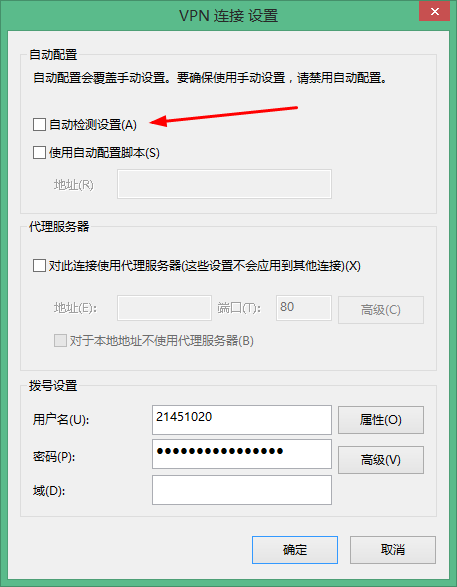 VPN 连接 设置
自动配置
自动配置会覆盖手动设置。要确保使用手动设置，请禁用自动配置。
自动检测设置(A)
使用自动配置脚本(S)
地址(R)
代理服务器
对此连接使用代理服务器(这些设置不会应用到其他连接)(X)
地址(E): 端口(T): 80 高级(C)
对于本地地址不使用代理服务器(B)
拨号设置
用户名(U): 21451020 属性(O)
密码(P): ●●●●●●●●●●●●●●●● 高级(V)
域(D):
确定 取消